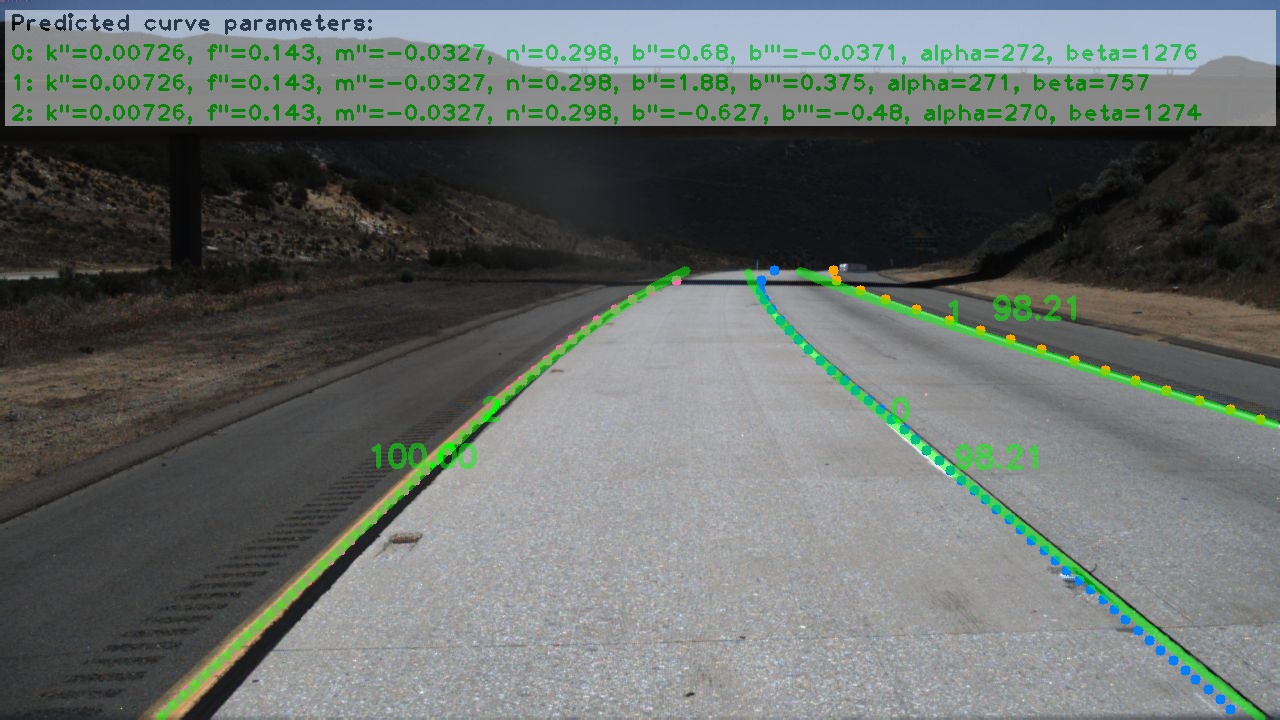 Predicted curve parameters:
0: k''=0.00726, f''=0.143, m''=−0.0327, n'=0.298, b''=0.68, b'''=−0.0371, alpha=272, beta=1276
1: k''=0.00726, f''=0.143, m''=−0.0327, n'=0.298, b''=1.88, b'''=0.375, alpha=271, beta=757
2: k''=0.00726, f''=0.143, m''=−0.0327, n'=0.298, b''=−0.627, b'''=−0.48, alpha=270, beta=1274
1 98.21
2
0
100.00
98.21